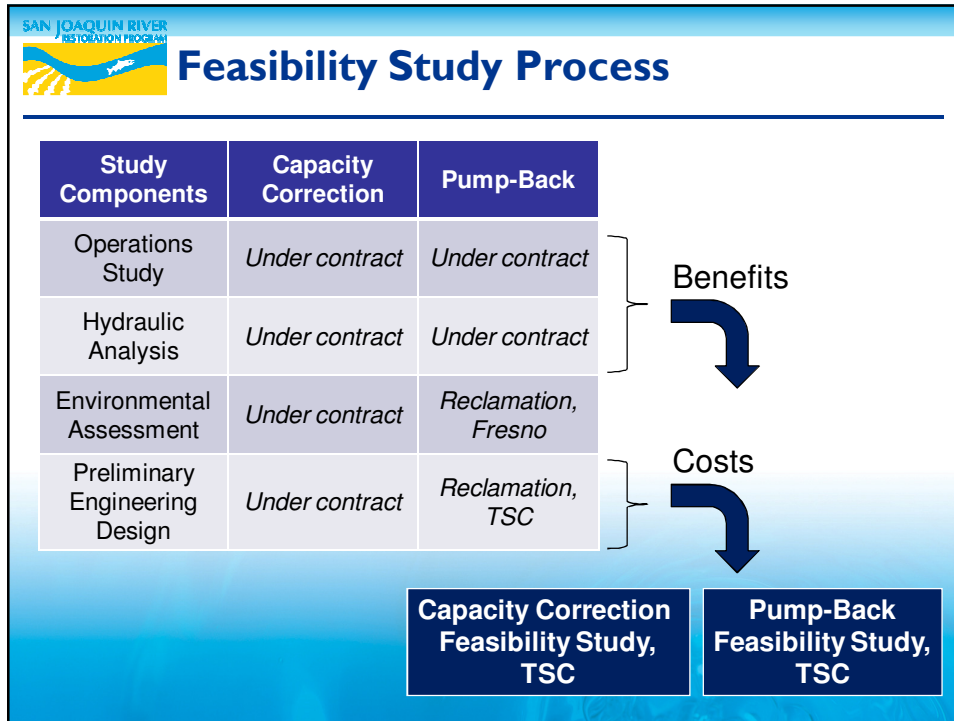 SAN JOAQUIN RIVER
RESTORATION PROGRAM
Feasibility Study Process
Study
Components
Capacity
Correction
Pump-Back
Operations
Study
Under contract
Under contract
Hydraulic
Analysis
Under contract
Under contract
Environmental
Assessment
Under contract
Reclamation,
Fresno
Preliminary
Engineering
Design
Under contract
Reclamation,
TSC
Benefits
Costs
Capacity Correction
Feasibility Study,
TSC
Pump-Back
Feasibility Study,
TSC